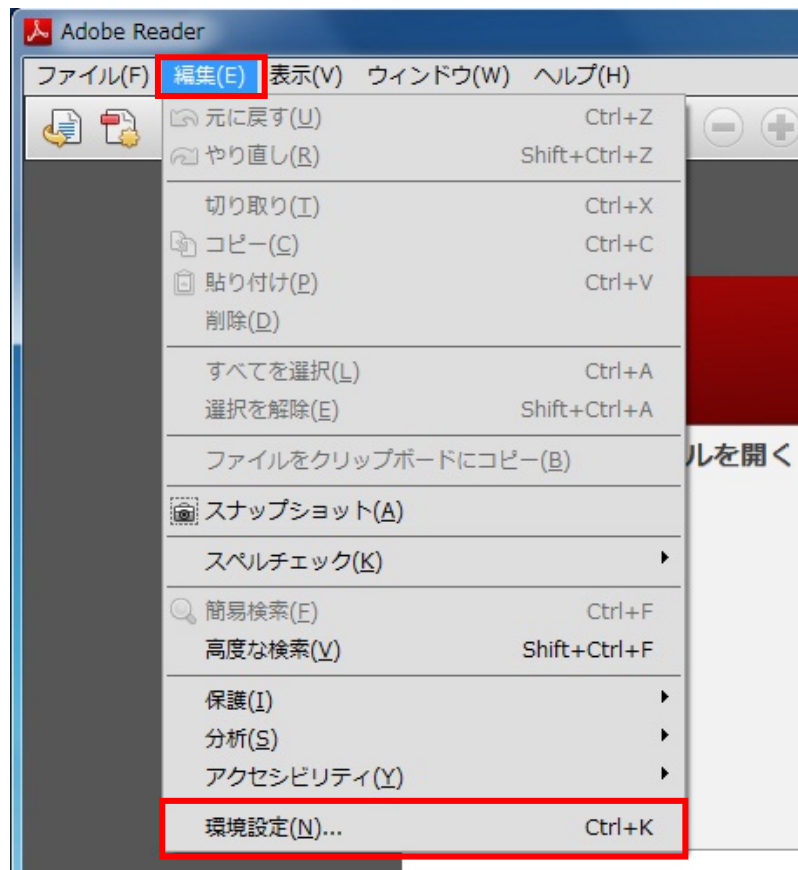 Adobe Reader
ファイル(F) 編集(E) 表示(V) ウィンドウ(W) ヘルプ(H)
元に戻す(U) Ctrl+Z
やり直し(R) Shift+Ctrl+Z
切り取り(T) Ctrl+X
コピー(C) Ctrl+C
貼り付け(P) Ctrl+V
削除(D)
すべてを選択(L) Ctrl+A
選択を解除(E) Shift+Ctrl+A
ファイルをクリップボードにコピー(B)
ルを開く
スナップショット(A)
スペルチェック(K)
簡易検索(F) Ctrl+F
高度な検索(V) Shift+Ctrl+F
保護(I)
分析(S)
アクセシビリティ(Y)
環境設定(N)... Ctrl+K